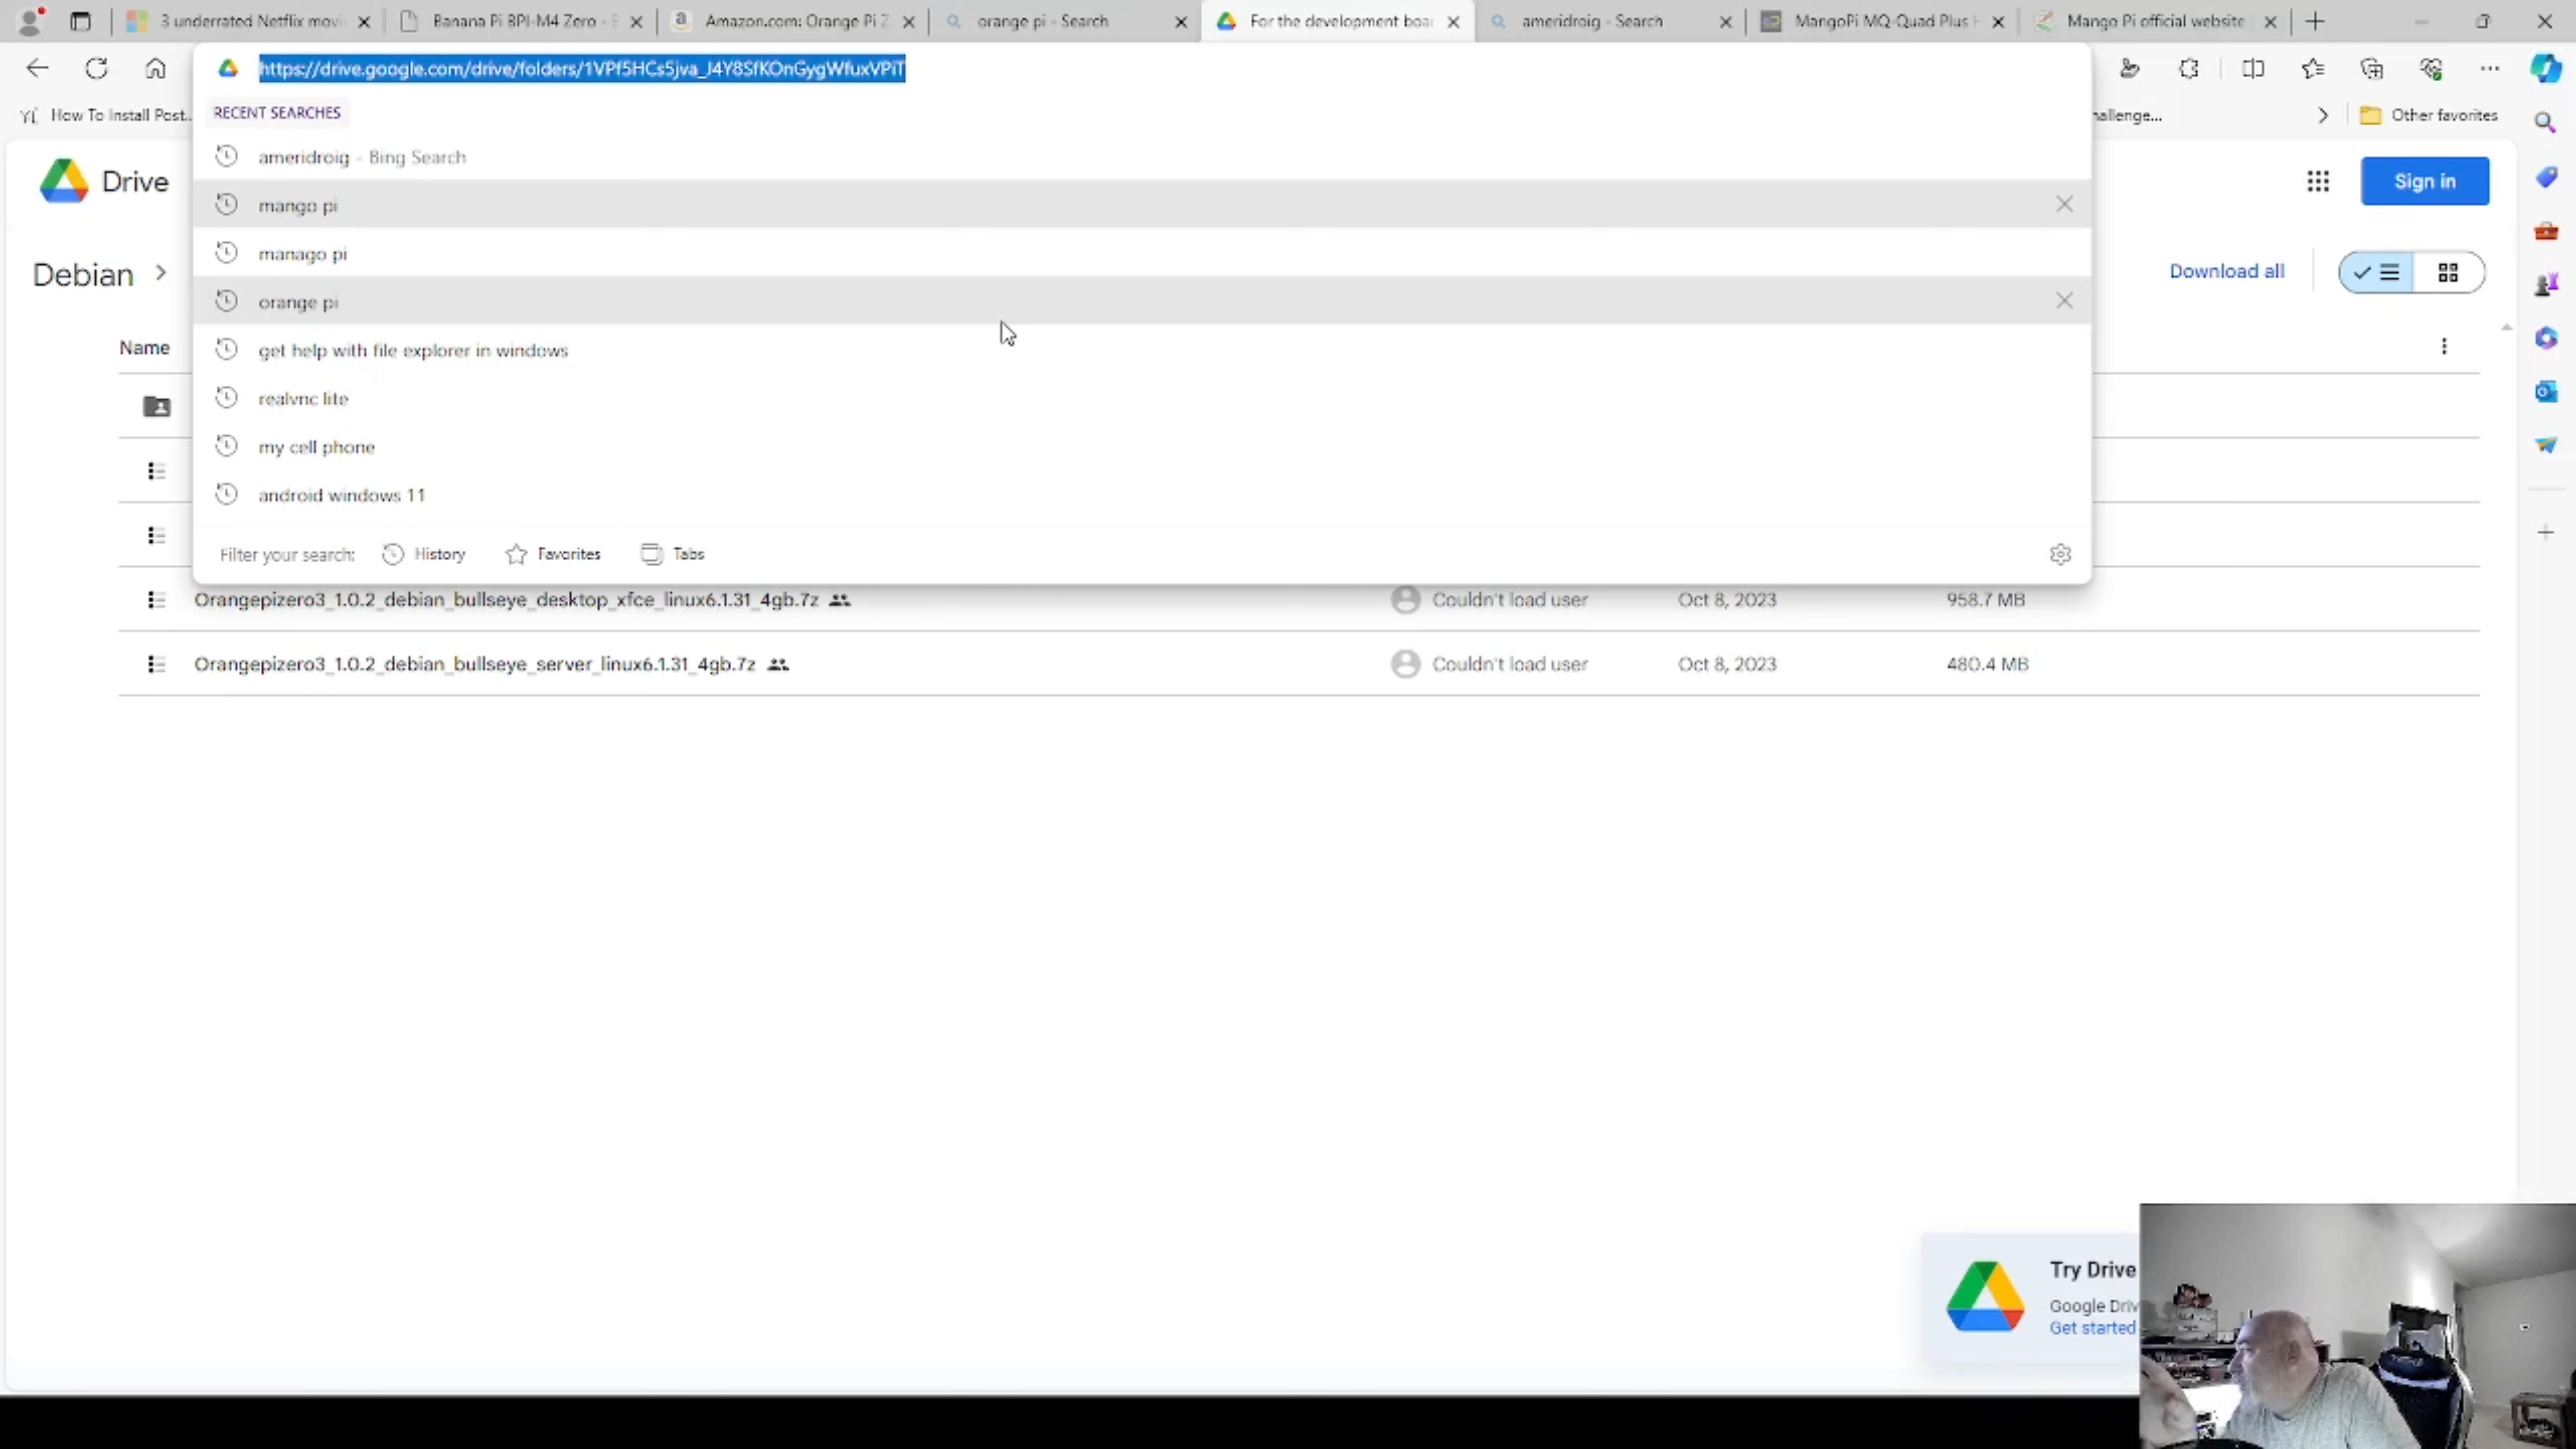 3 underrated Netflix movi
Banana Pi BPI-M4 Zero - B
Amazon.com: Orange Pi Z
orange pi - Search
For the development boar
ameridroig - Search
MangoPi MQ-Quad Plus H
Mango Pi official website
https://drive.google.com/drive/folders/1VPf5HCs5jva_J4Y8SfKOnGygWfuxVPiT
How To Install Post...
RECENT SEARCHES
hallenge...
Other favorites
ameridroig - Bing Search
Drive
Sign in
mango pi
manago pi
Debian
Download all
orange pi
Name
get help with file explorer in windows
realvnc lite
my cell phone
android windows 11
Filter your search:
History
Favorites
Tabs
Orangepizero3_1.0.2_debian_bullseye_desktop_xfce_linux6.1.31_4gb.7z
Couldn't load user
Oct 8, 2023
958.7 MB
Orangepizero3_1.0.2_debian_bullseye_server_linux6.1.31_4gb.7z
Couldn't load user
Oct 8, 2023
480.4 MB
Try Drive
Google Driv
Get started